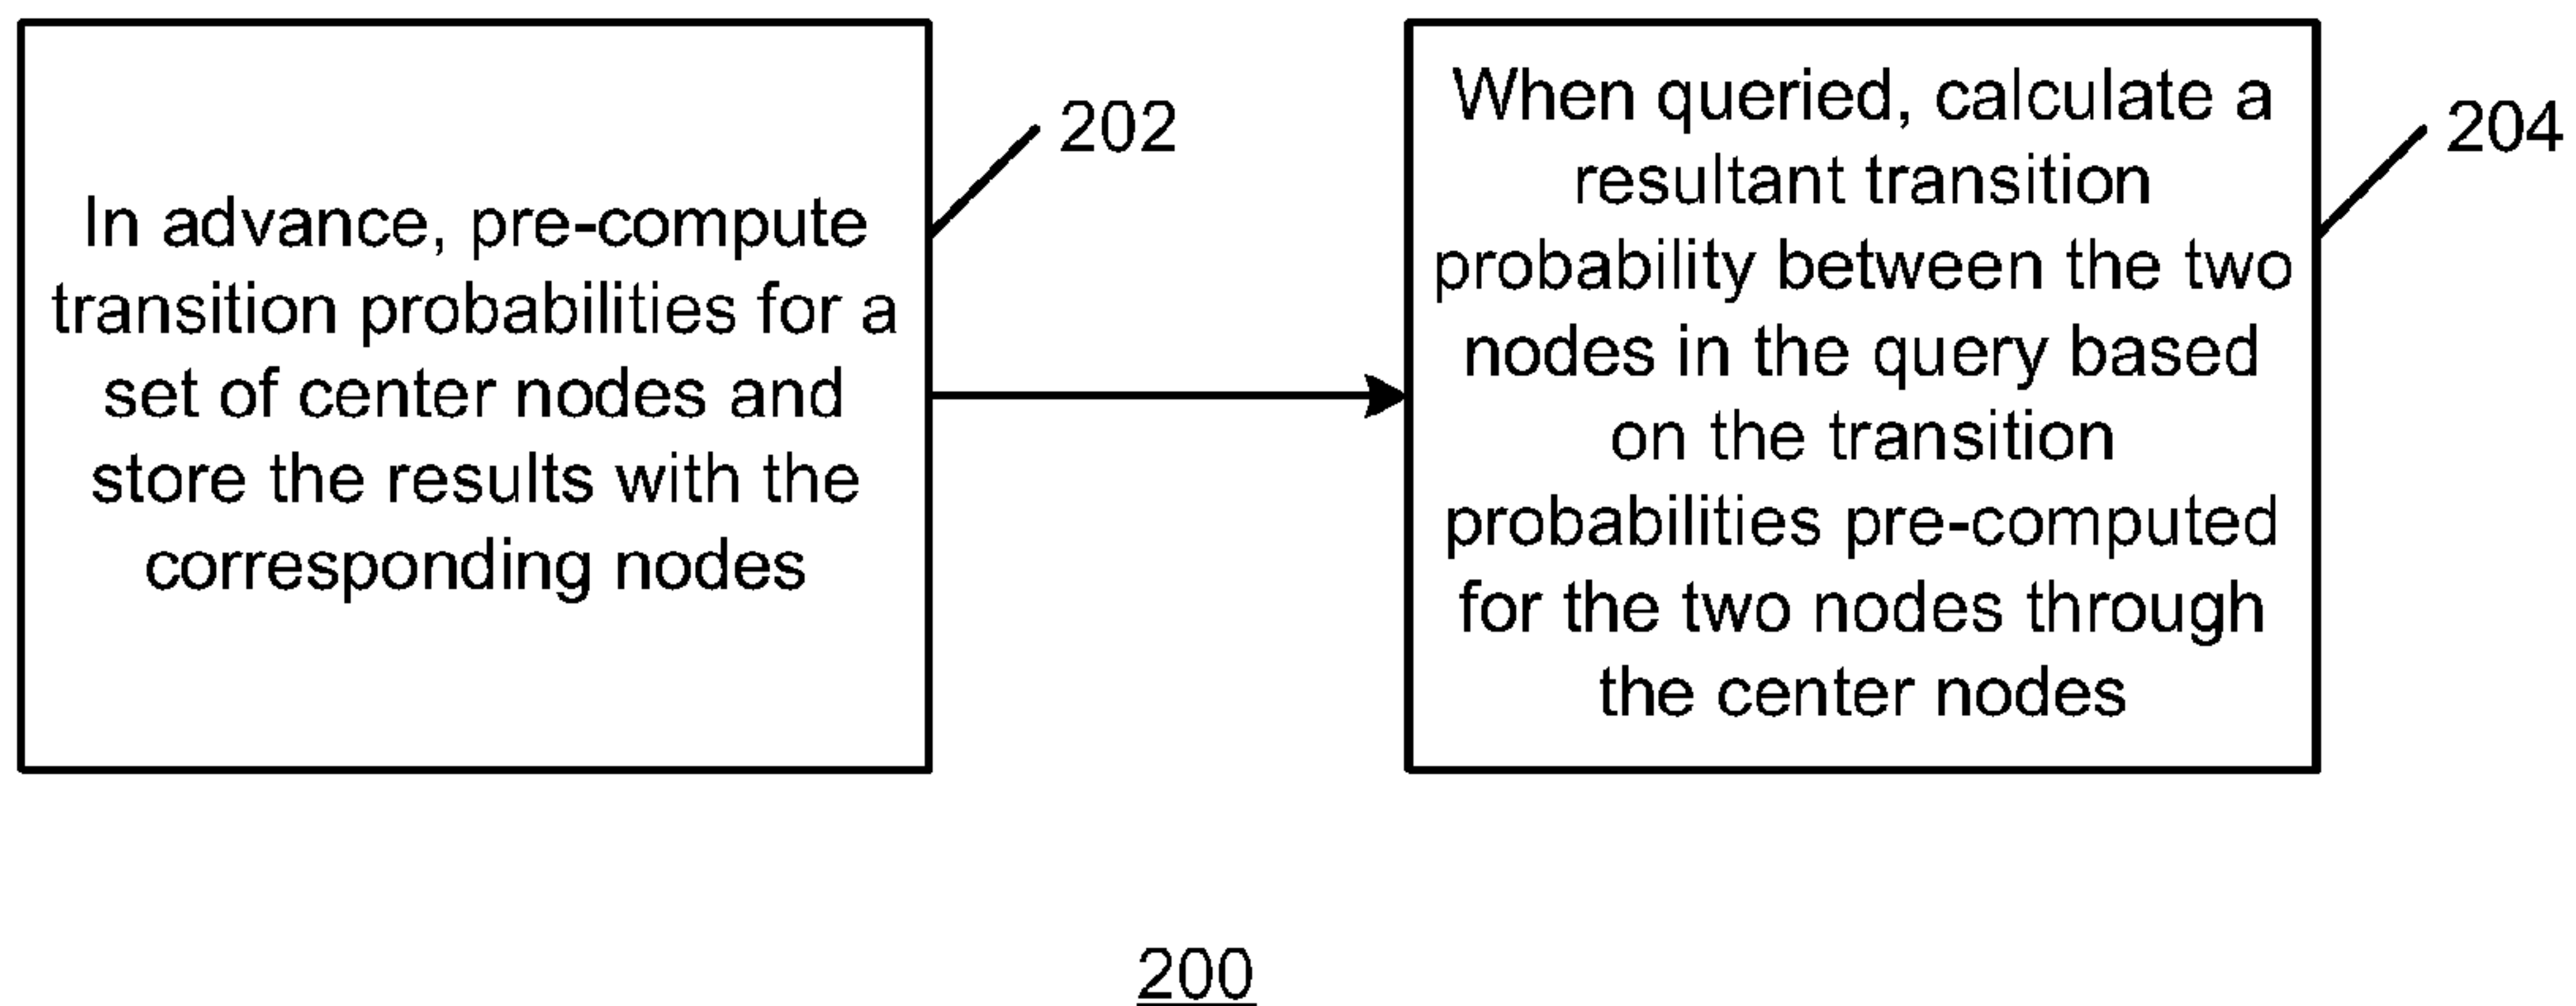 In advance, pre-compute
transition probabilities for a
set of center nodes and
store the results with the
corresponding nodes
202
When queried, calculate a
resultant transition
probability between the two
nodes in the query based
on the transition
probabilities pre-computed
for the two nodes through
the center nodes
204
200